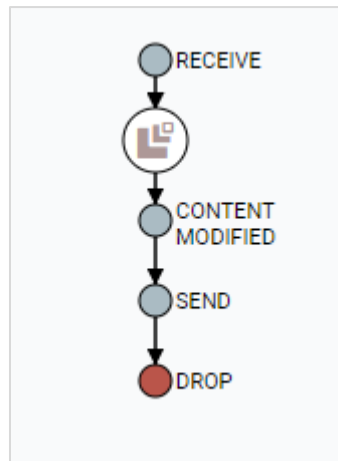 RECEIVE
CONTENT
MODIFIED
SEND
DROP